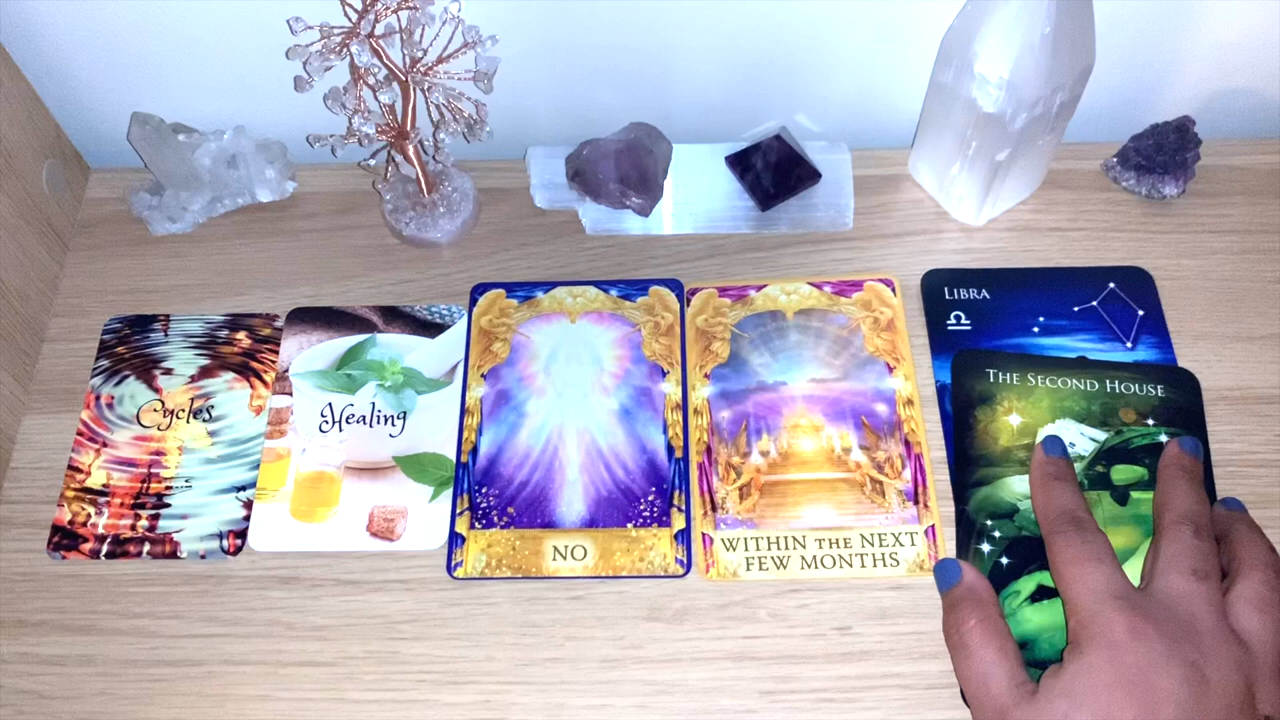 Cycles
Healing
NO
WITHIN THE NEXT
FEW MONTHS
LIBRA
♎
THE SECOND HOUSE